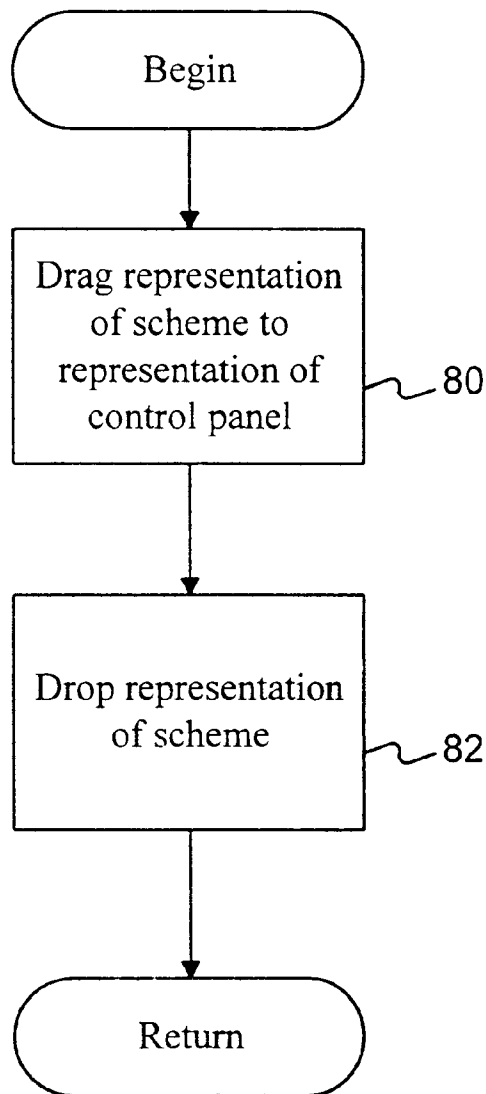 Begin
Drag representation
of scheme to
representation of
control panel
80
Drop representation
of scheme
82
Return